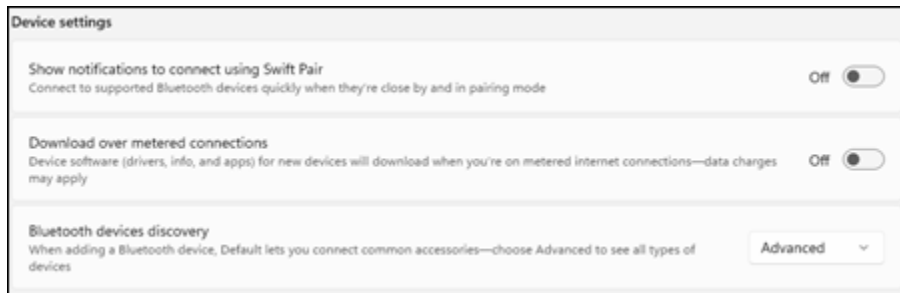 Device settings
Show notifications to connect using Swift Pair
Connect to supported Bluetooth devices quickly when they're close by and in pairing mode
Off
Download over metered connections
Device software (drivers, info, and apps) for new devices will download when you're on metered internet connections—data charges
may apply
Off
Bluetooth devices discovery
When adding a Bluetooth device, Default lets you connect common accessories—choose Advanced to see all types of
devices
Advanced